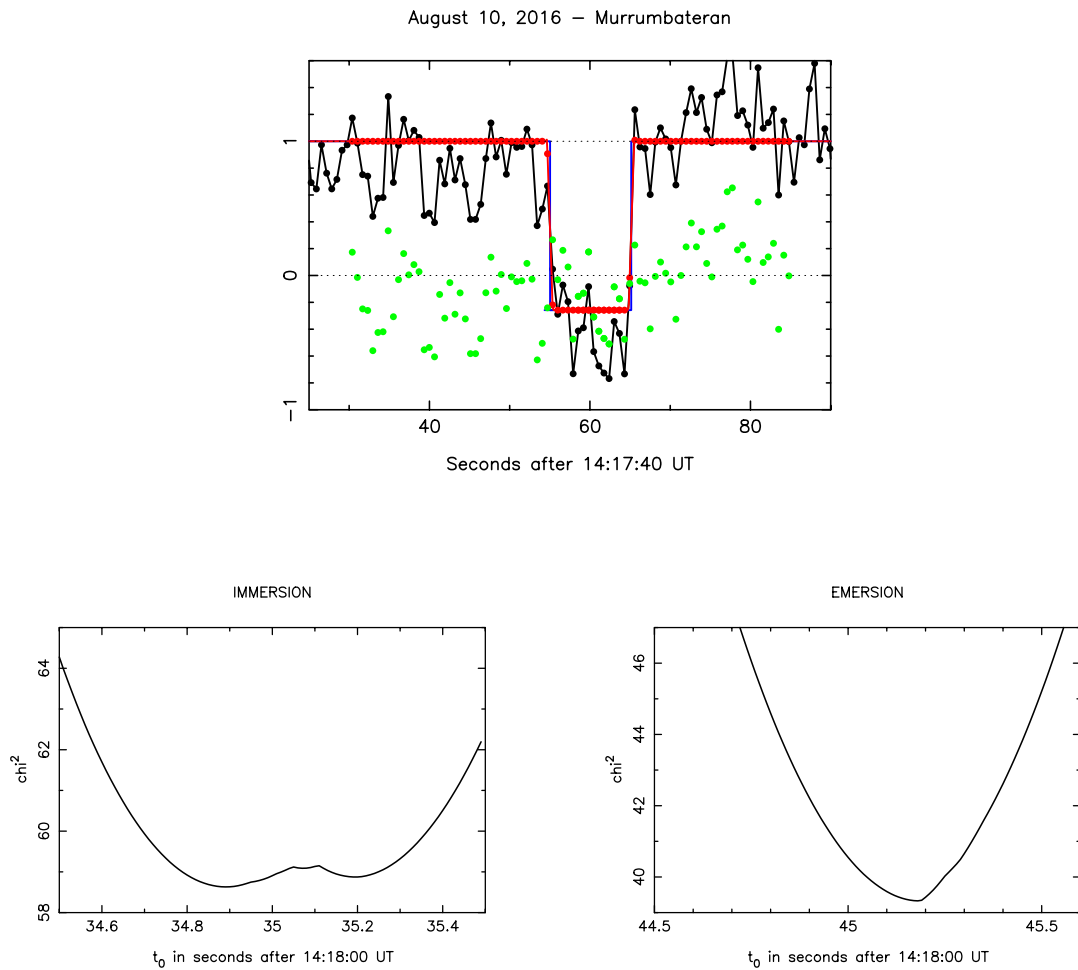 August 10, 2016 – Murrumbateran
1
0
−1
40 60 80
Seconds after 14:17:40 UT
IMMERSION
EMERSION
64
62
60
58
chi²
34.6 34.8 35 35.2 35.4
t₀ in seconds after 14:18:00 UT
46
44
42
40
chi²
44.5 45 45.5
t₀ in seconds after 14:18:00 UT